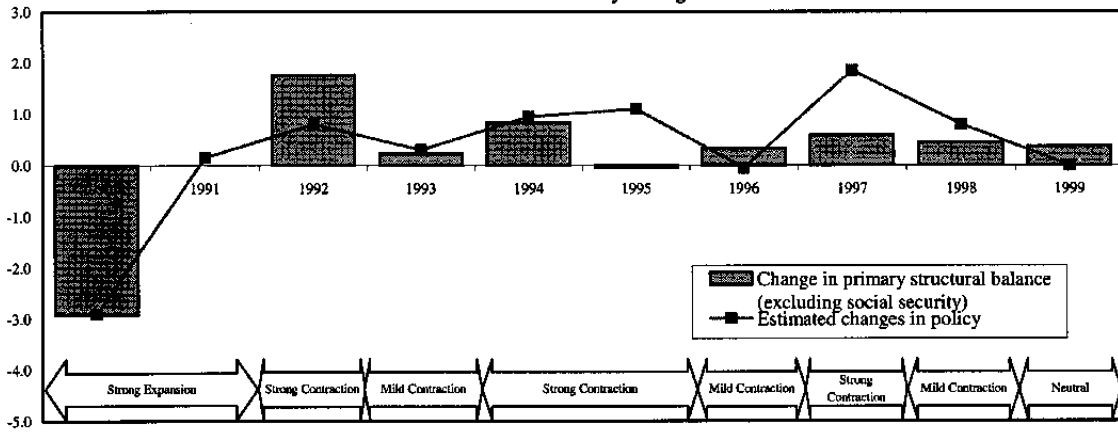 3.0
2.0
1.0
0.0
-1.0
-2.0
-3.0
-4.0
-5.0
1991
1992
1993
1994
1995
1996
1997
1998
1999
Change in primary structural balance
(excluding social security)
Estimated changes in policy
Strong Expansion
Strong Contraction
Mild Contraction
Strong Contraction
Mild Contraction
Strong
Contraction
Mild Contraction
Neutral